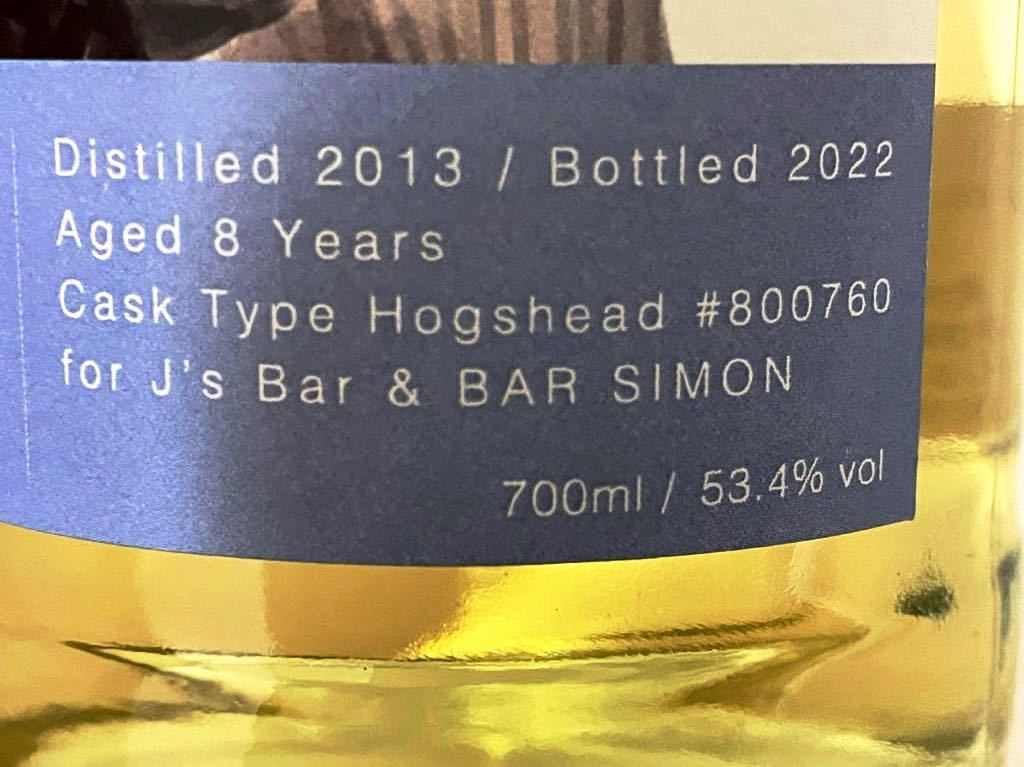 Distilled 2013 / Bottled 2022
Aged 8 Years
Cask Type Hogshead #800760
for J's Bar & BAR SIMON
700ml / 53.4% vol